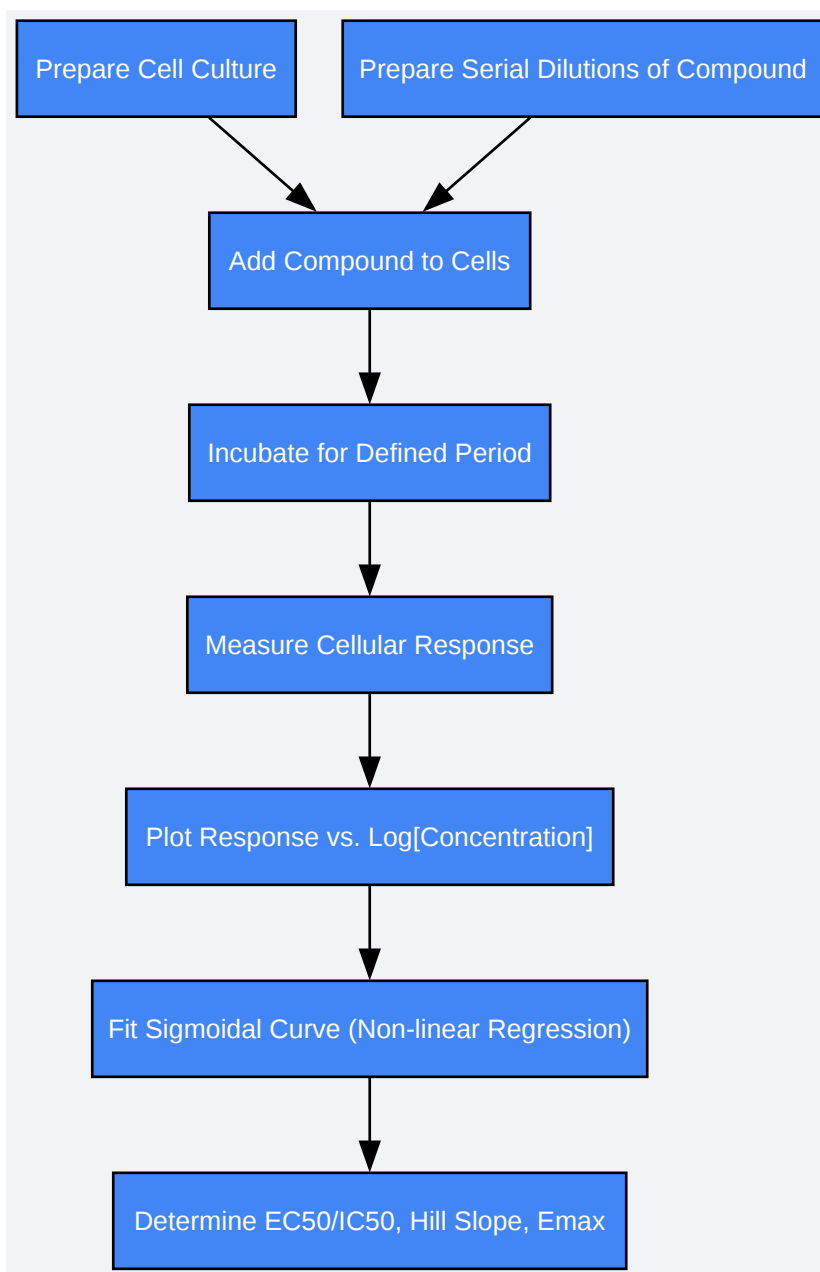 Prepare Cell Culture
Prepare Serial Dilutions of Compound
Add Compound to Cells
Incubate for Defined Period
Measure Cellular Response
Plot Response vs. Log[Concentration]
Fit Sigmoidal Curve (Non-linear Regression)
Determine EC50/IC50, Hill Slope, Emax